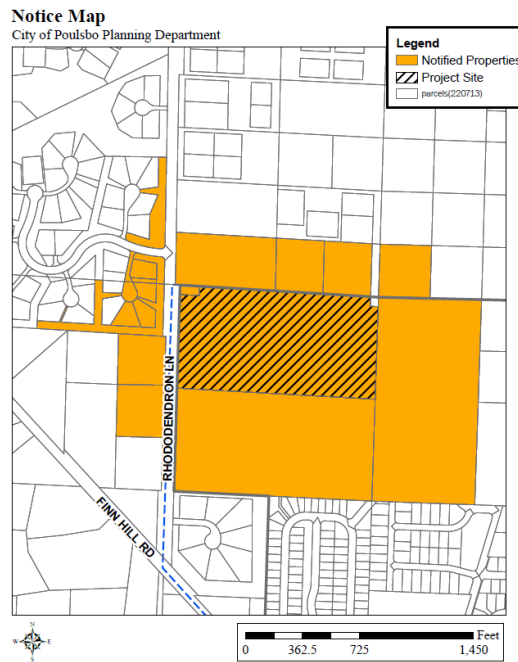 Notice Map
City of Poulsbo Planning Department
Legend
Notified Properties
Project Site
parcels(220713)
RHODODENDRON LN
FINN HILL RD
N
W E
S
Feet
0 362.5 725 1,450